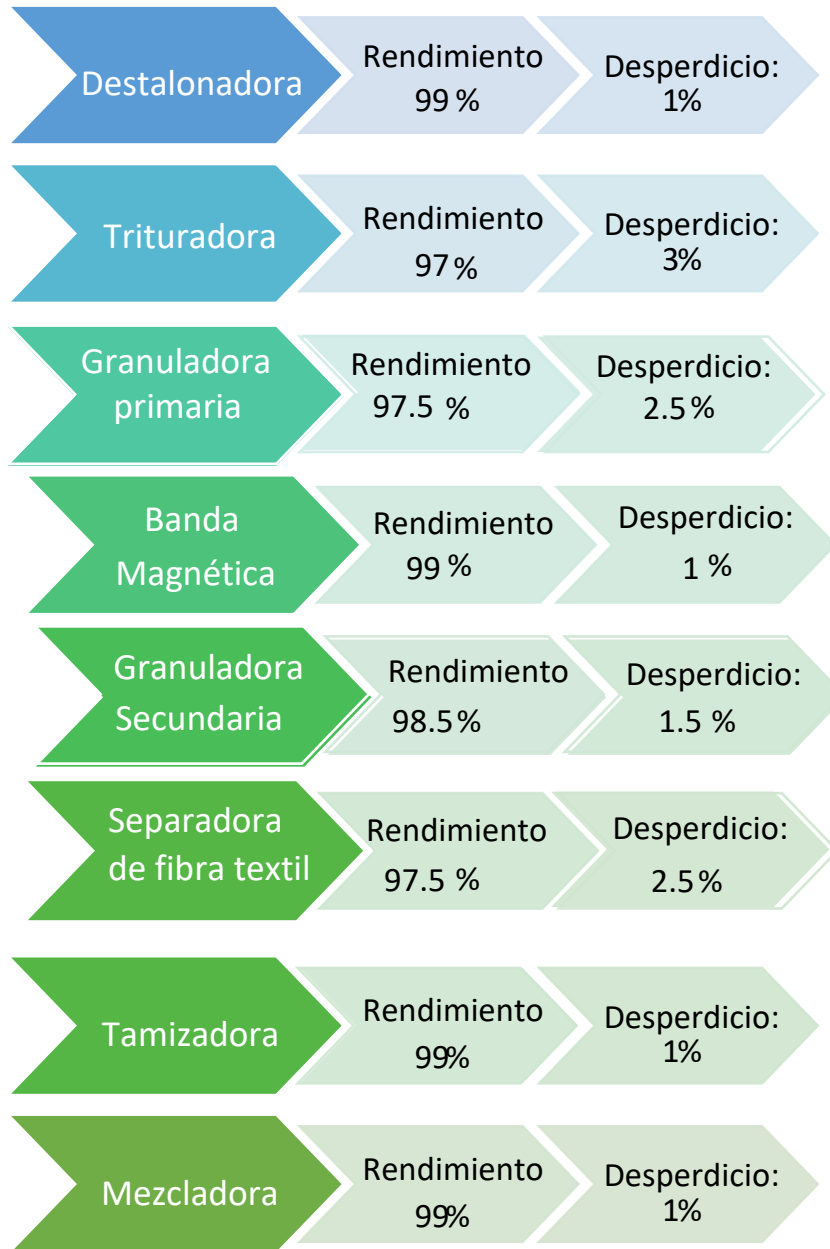 Destalonadora
Rendimiento
99 %
Desperdicio:
1%
Trituradora
Rendimiento
97 %
Desperdicio:
3%
Granuladora
primaria
Rendimiento
97.5 %
Desperdicio:
2.5 %
Banda
Magnética
Rendimiento
99 %
Desperdicio:
1 %
Granuladora
Secundaria
Rendimiento
98.5 %
Desperdicio:
1.5 %
Separadora
de fibra textil
Rendimiento
97.5 %
Desperdicio:
2.5 %
Tamizadora
Rendimiento
99%
Desperdicio:
1%
Mezcladora
Rendimiento
99%
Desperdicio:
1%